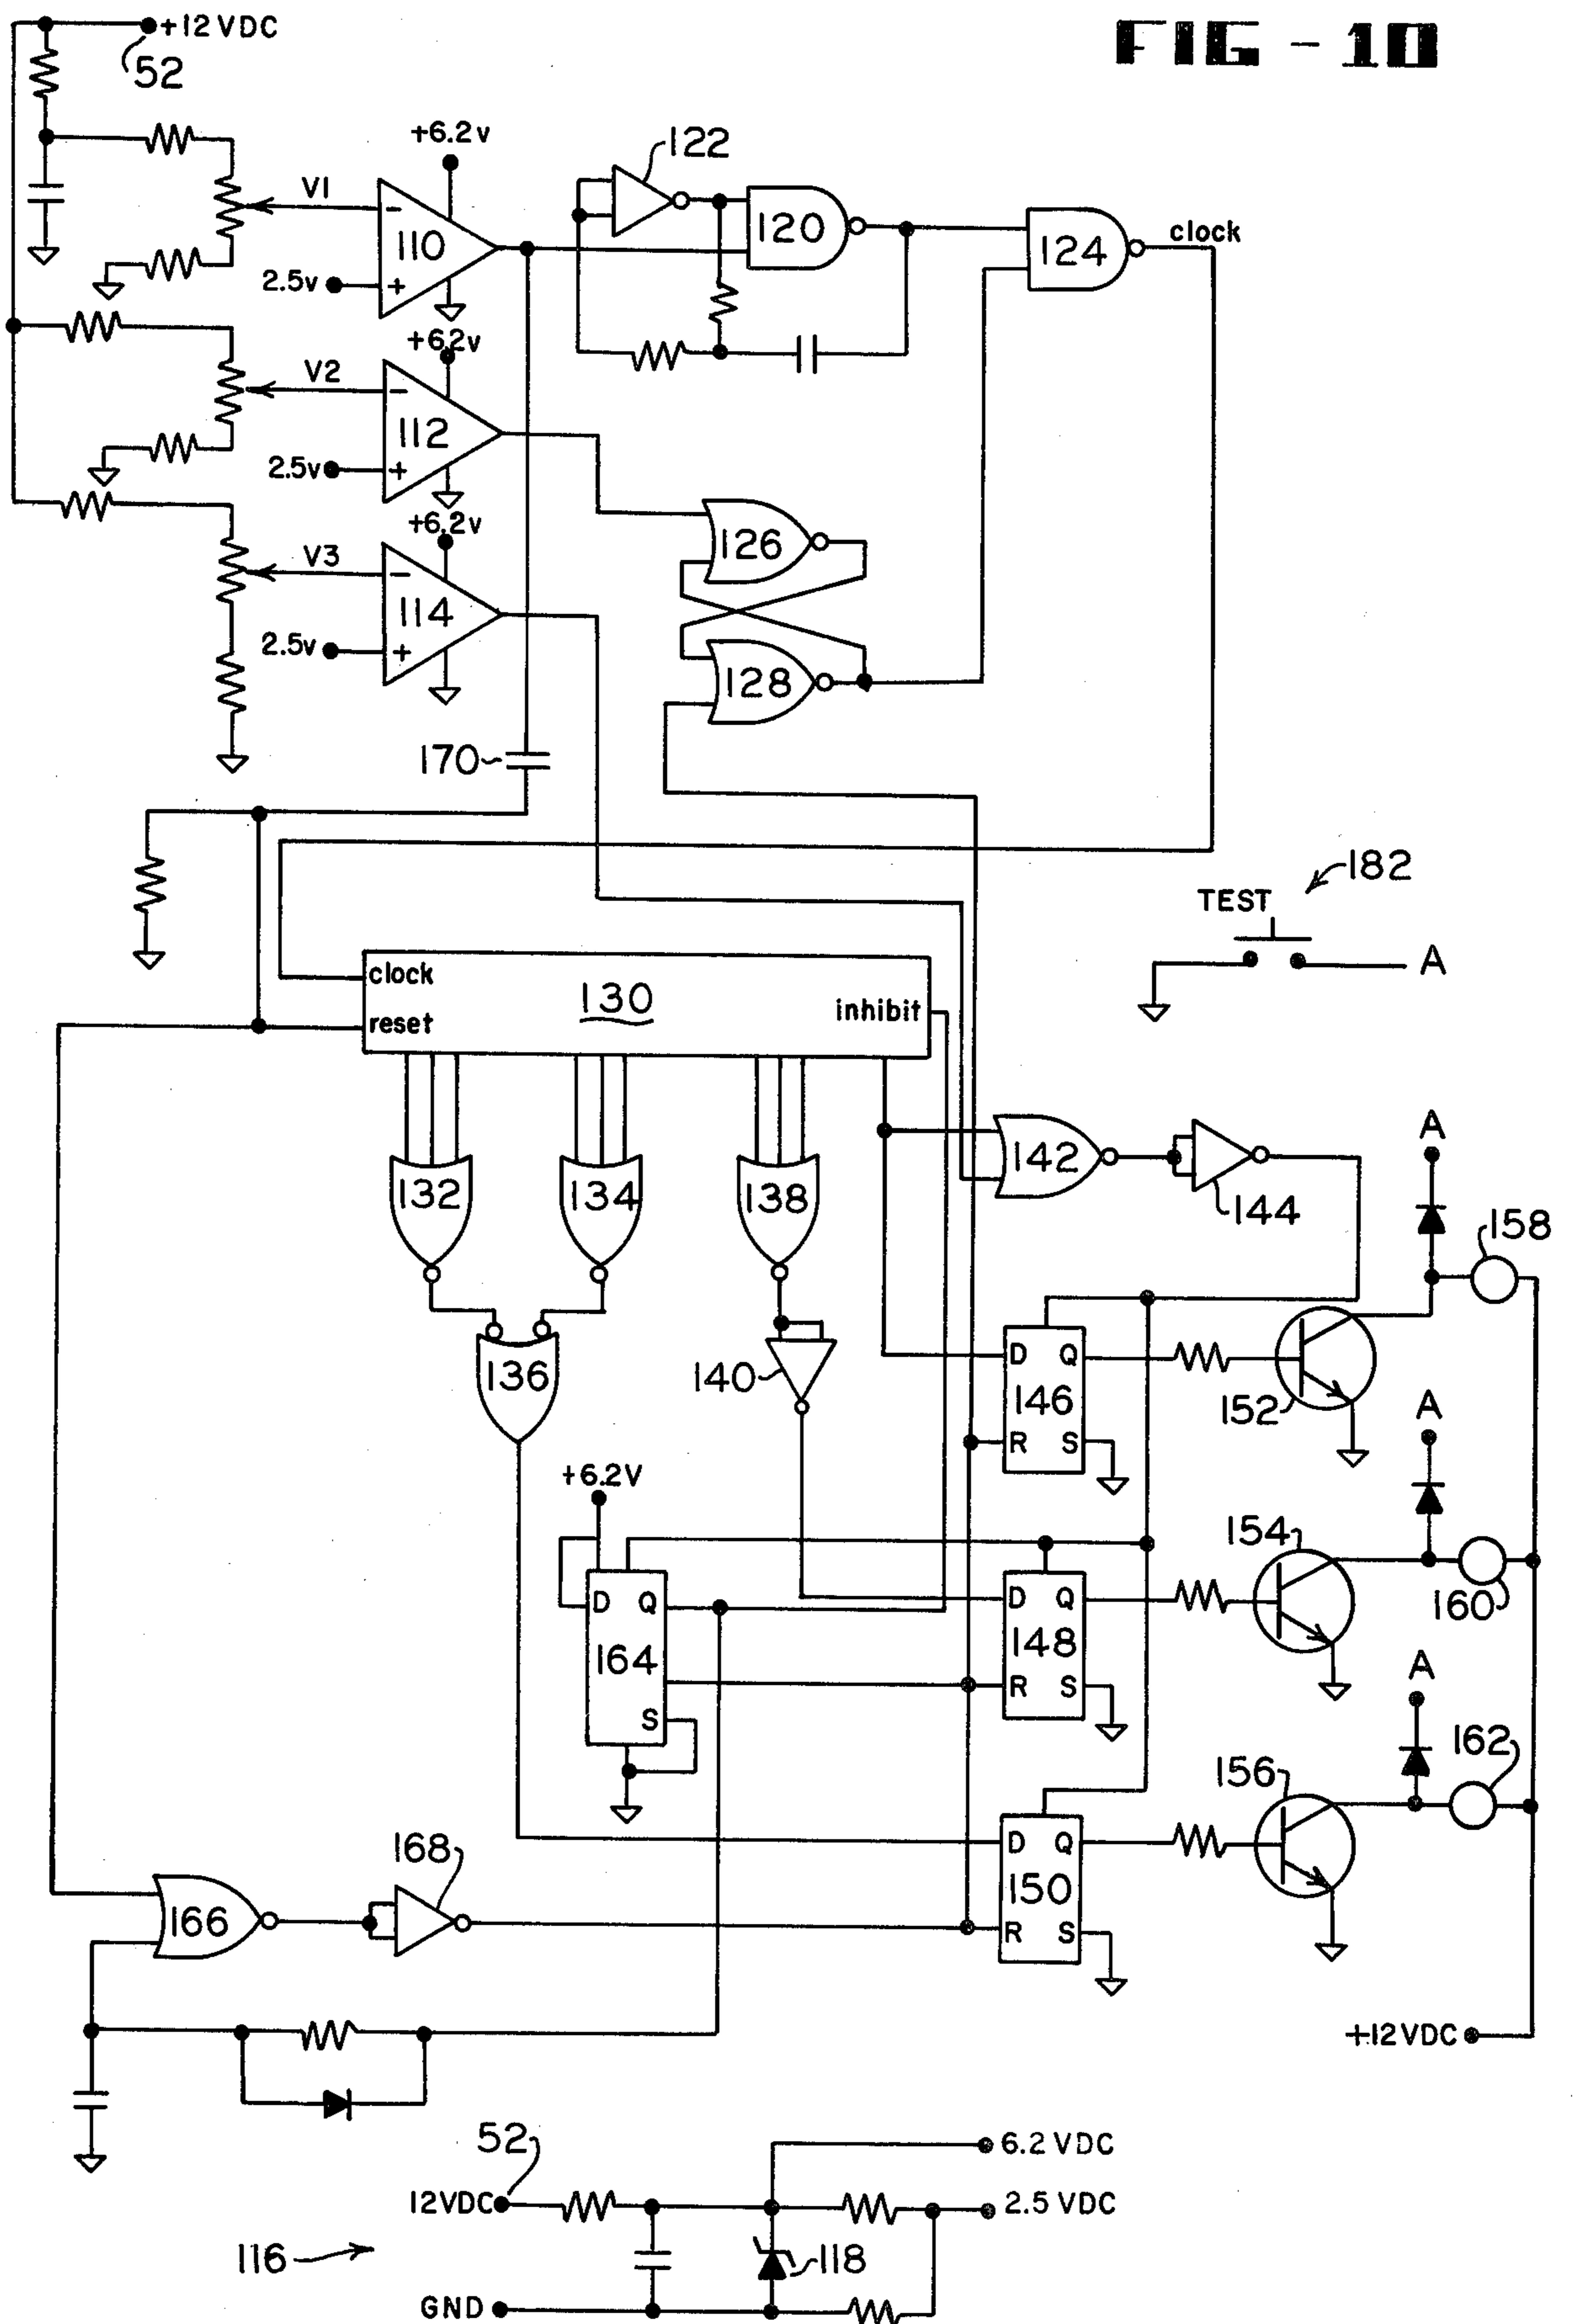 FIG-10
+12 VDC
52
+6.2v
122
V1
-
110
120
124
clock
2.5v
+
+6.2v
V2
-
112
2.5v
+
126
+6.2v
V3
-
114
2.5v
+
128
170
182
TEST
A
clock
130
reset
inhibit
132
134
138
142
144
A
158
136
140
D Q
146
R S
152
A
+6.2V
154
D Q
164
S
D Q
148
R S
160
A
162
156
168
D Q
150
R S
166
+12VDC
52
6.2 VDC
12VDC
2.5 VDC
116
118
GND